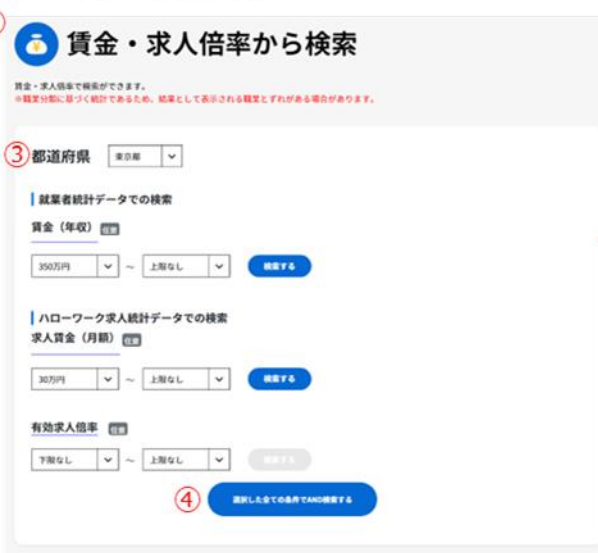 賃金・求人倍率から検索
賃金・求人倍率で検索ができます。
※職業分類に基づく統計であるため、結果として表示される職業とずれがある場合があります。
③ 都道府県 東京都
就業者統計データでの検索
賃金(年収) 任意
350万円 ～ 上限なし 検索する
ハローワーク求人統計データでの検索
求人賃金(月額) 任意
30万円 ～ 上限なし 検索する
有効求人倍率 任意
下限なし ～ 上限なし 検索する
④ 選択した全ての条件でAND検索する